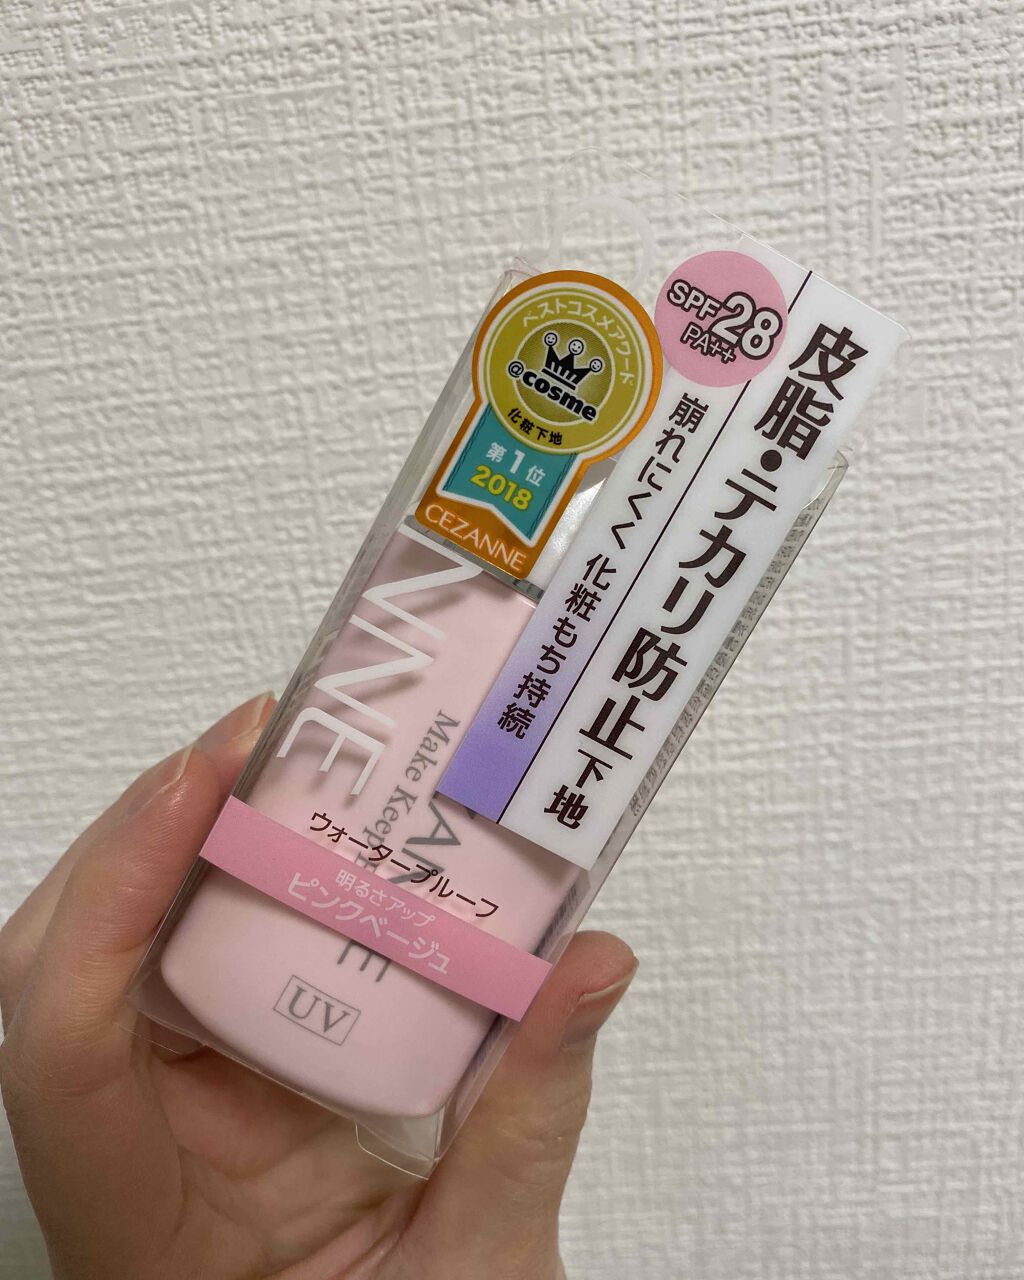 ベストコスメアワード
@cosme
化粧下地
第1位
2018
CEZANNE
SPF28
PA++
皮脂・テカリ防止下地
崩れにくく 化粧もち持続
NNE
Make Keep
ウォータープルーフ
明るさアップ
ピンクベージュ
UV